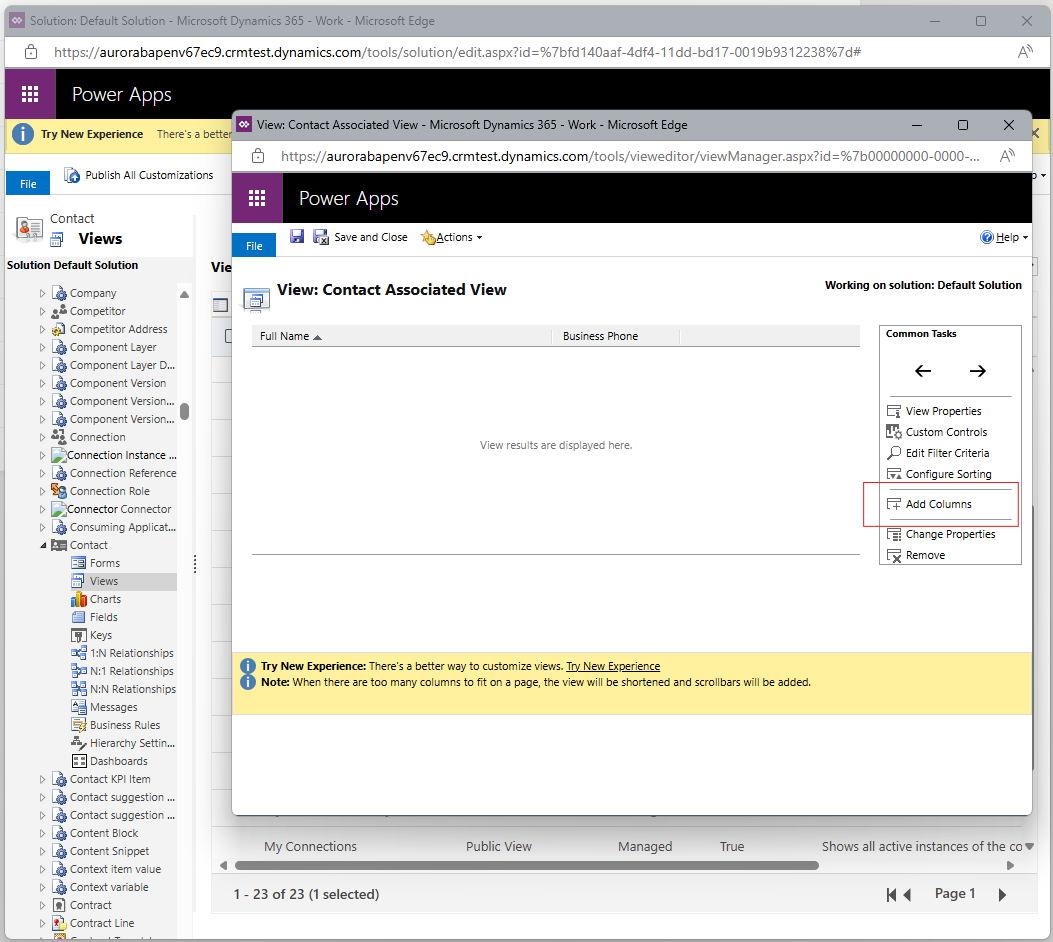 Solution: Default Solution - Microsoft Dynamics 365 - Work - Microsoft Edge
https://aurorabapenv67ec9.crmtest.dynamics.com/tools/solution/edit.aspx?id=%7bfd140aaf-4df4-11dd-bd17-0019b9312238%7d#
Power Apps
Try New Experience There's a better
File
Publish All Customizations
Contact
Views
Solution Default Solution
Company
Competitor
Competitor Address
Component Layer
Component Layer D...
Component Version
Component Version...
Component Version...
Connection
Connection Instance ...
Connection Reference
Connection Role
Connector Connector
Consuming Applicat...
Contact
Forms
Views
Charts
Fields
Keys
1:N Relationships
N:1 Relationships
N:N Relationships
Messages
Business Rules
Hierarchy Settin...
Dashboards
Contact KPI Item
Contact suggestion ...
Contact suggestion ...
Content Block
Content Snippet
Context item value
Context variable
Contract
Contract Line
View: Contact Associated View - Microsoft Dynamics 365 - Work - Microsoft Edge
https://aurorabapenv67ec9.crmtest.dynamics.com/tools/vieweditor/viewManager.aspx?id=%7b00000000-0000-...
Power Apps
File
Save and Close
Actions
Help
View: Contact Associated View
Working on solution: Default Solution
Full Name
Business Phone
View results are displayed here.
Common Tasks
View Properties
Custom Controls
Edit Filter Criteria
Configure Sorting
Add Columns
Change Properties
Remove
Try New Experience: There's a better way to customize views. Try New Experience
Note: When there are too many columns to fit on a page, the view will be shortened and scrollbars will be added.
My Connections Public View Managed True Shows all active instances of the co
1 - 23 of 23 (1 selected)
Page 1